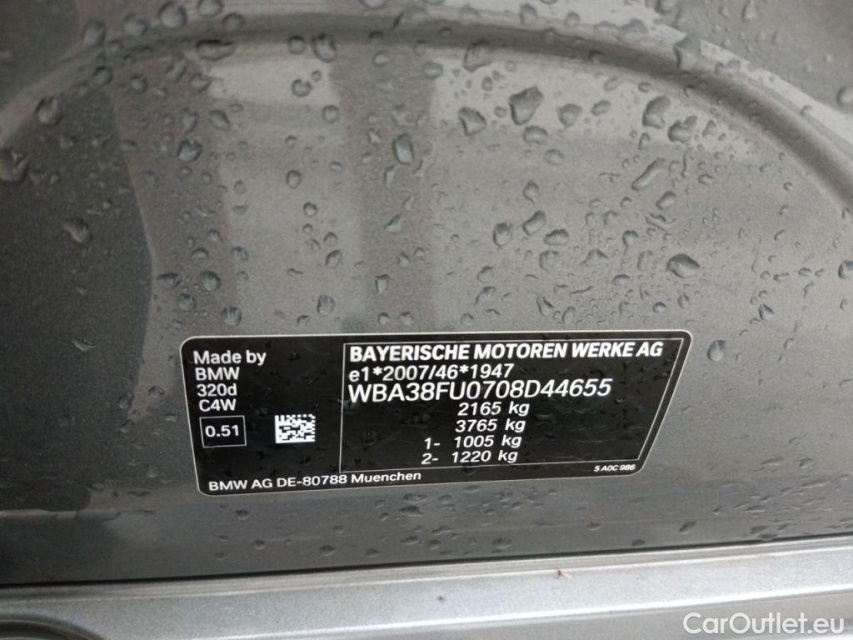 Made by
BMW
320d
C4W
0.51
BAYERISCHE MOTOREN WERKE AG
e1*2007/46*1947
WBA38FU0708D44655
2165 kg
3765 kg
1- 1005 kg
2- 1220 kg
5 A0C 986
BMW AG DE-80788 Muenchen
CarOutlet.eu